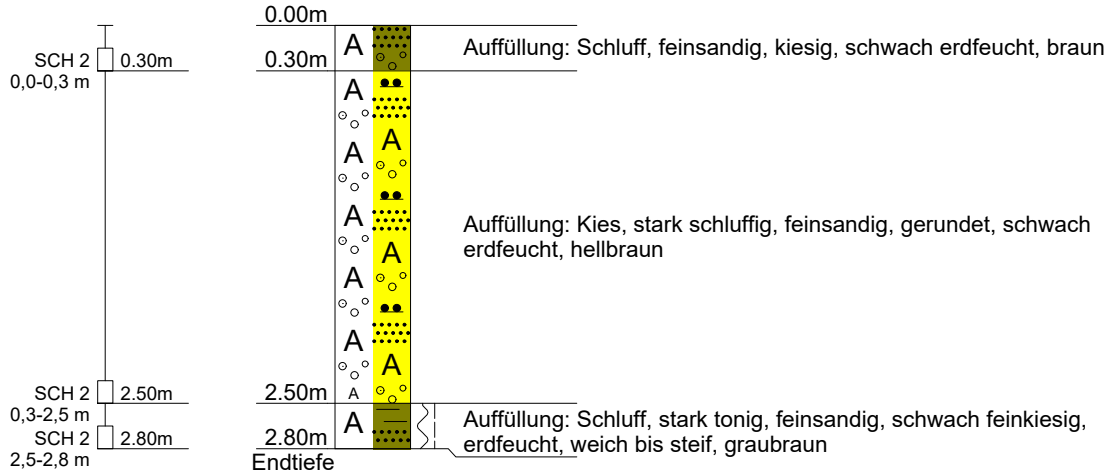 0.00m
A
Auffüllung: Schluff, feinsandig, kiesig, schwach erdfeucht, braun
SCH 2 0.30m
0,0-0,3 m
0.30m
A
A
A
A
A
A
A
A
Auffüllung: Kies, stark schluffig, feinsandig, gerundet, schwach
erdfeucht, hellbraun
A
SCH 2 2.50m
0,3-2,5 m
2.50m
A
Auffüllung: Schluff, stark tonig, feinsandig, schwach feinkiesig,
erdfeucht, weich bis steif, graubraun
SCH 2 2.80m
2,5-2,8 m
2.80m
Endtiefe